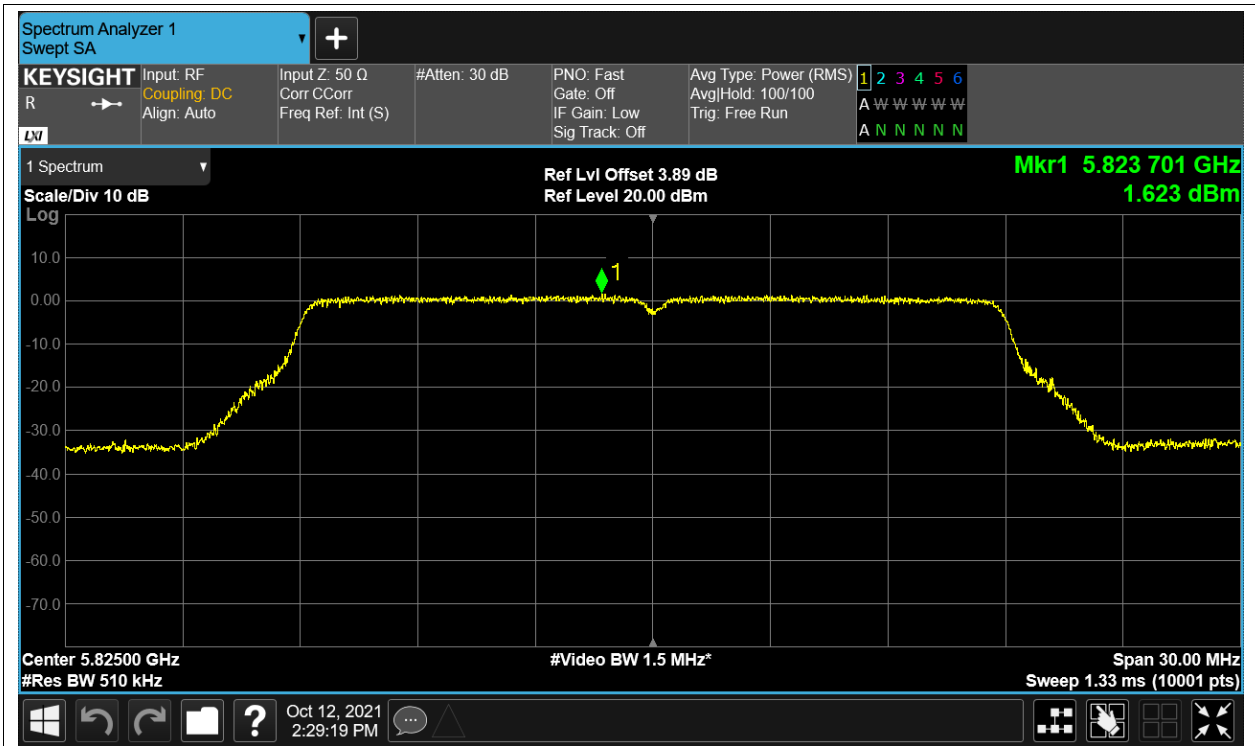 Spectrum Analyzer 1
Swept SA
KEYSIGHT
R
LXI
Input: RF
Coupling: DC
Align: Auto
Input Z: 50 Ω
Corr CCorr
Freq Ref: Int (S)
#Atten: 30 dB
PNO: Fast
Gate: Off
IF Gain: Low
Sig Track: Off
Avg Type: Power (RMS)
Avg|Hold: 100/100
Trig: Free Run
1 2 3 4 5 6
A W W W W W
A N N N N N
1 Spectrum
Scale/Div 10 dB
Log
Ref Lvl Offset 3.89 dB
Ref Level 20.00 dBm
Mkr1 5.823 701 GHz
1.623 dBm
1
10.0
0.00
-10.0
-20.0
-30.0
-40.0
-50.0
-60.0
-70.0
Center 5.82500 GHz
#Res BW 510 kHz
#Video BW 1.5 MHz*
Span 30.00 MHz
Sweep 1.33 ms (10001 pts)
?
Oct 12, 2021
2:29:19 PM